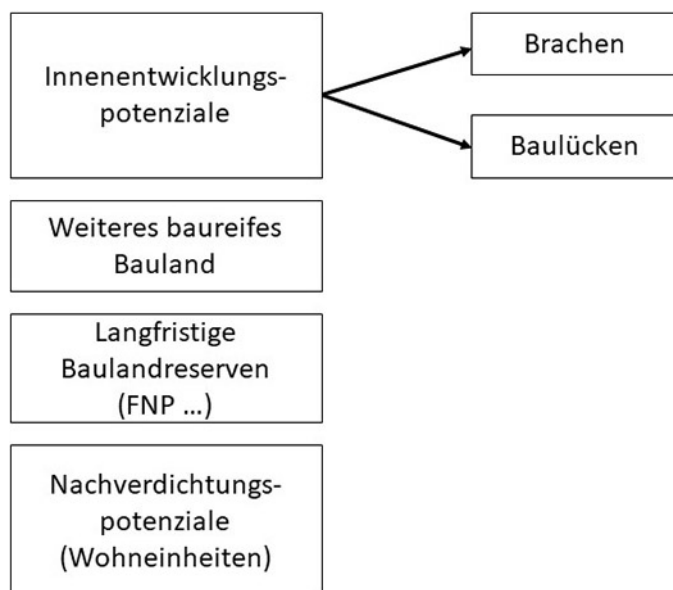 Innenentwicklungs-
potenziale
Brachen
Baulücken
Weiteres baureifes
Bauland
Langfristige
Baulandreserven
(FNP ...)
Nachverdichtungs-
potenziale
(Wohneinheiten)